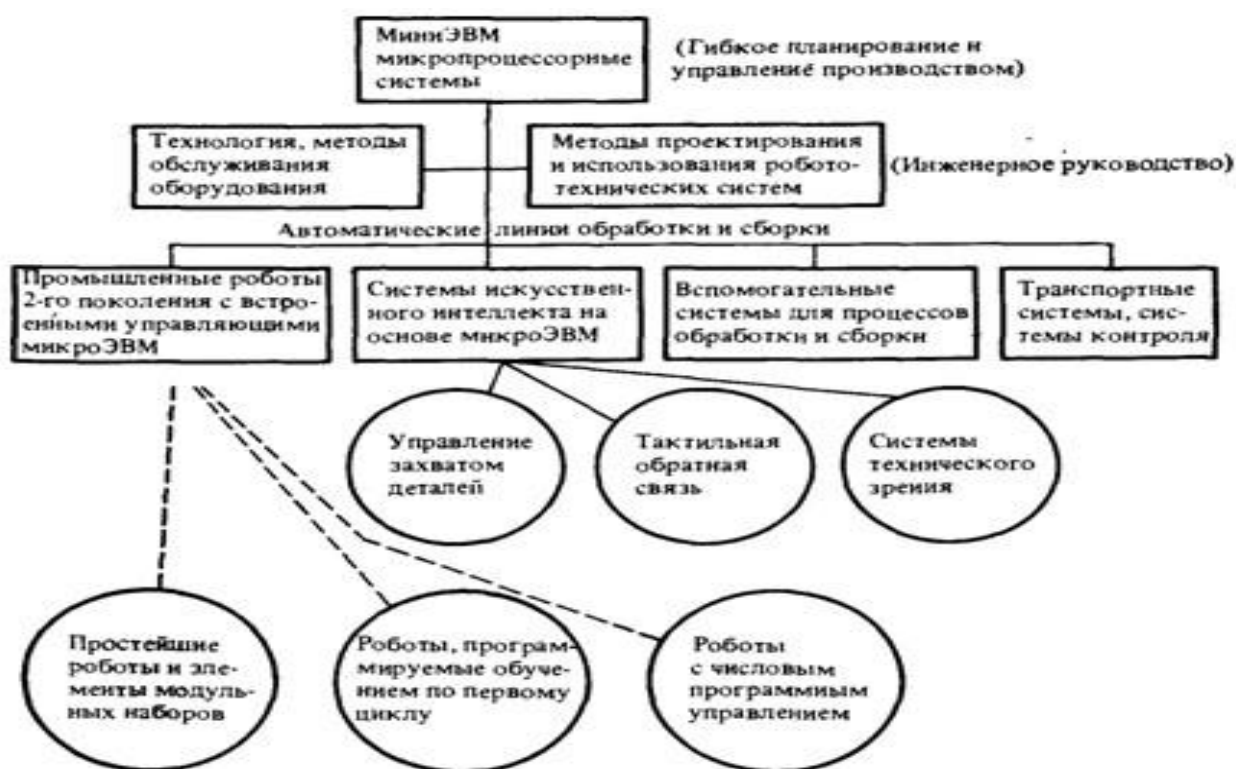 МиниЭВМ
микропроцессорные
системы
(Гибкое планирование и
управление производством)
Технология, методы
обслуживания
оборудования
Методы проектирования
и использования робото-
технических систем
(Инженерное руководство)
Автоматические линии обработки и сборки
Промышленные роботы
2-го поколения с встро-
енными управляющими
микроЭВМ
Системы искусствен-
ного интеллекта на
основе микроЭВМ
Вспомогательные
системы для процессов
обработки и сборки
Транспортные
системы, сис-
темы контроля
Управление
захватом
деталей
Тактильная
обратная
связь
Системы
технического
зрения
Простейшие
роботы и эле-
менты модуль-
ных наборов
Роботы, програм-
мируемые обуче-
нием по первому
циклу
Роботы
с числовым
программным
управлением